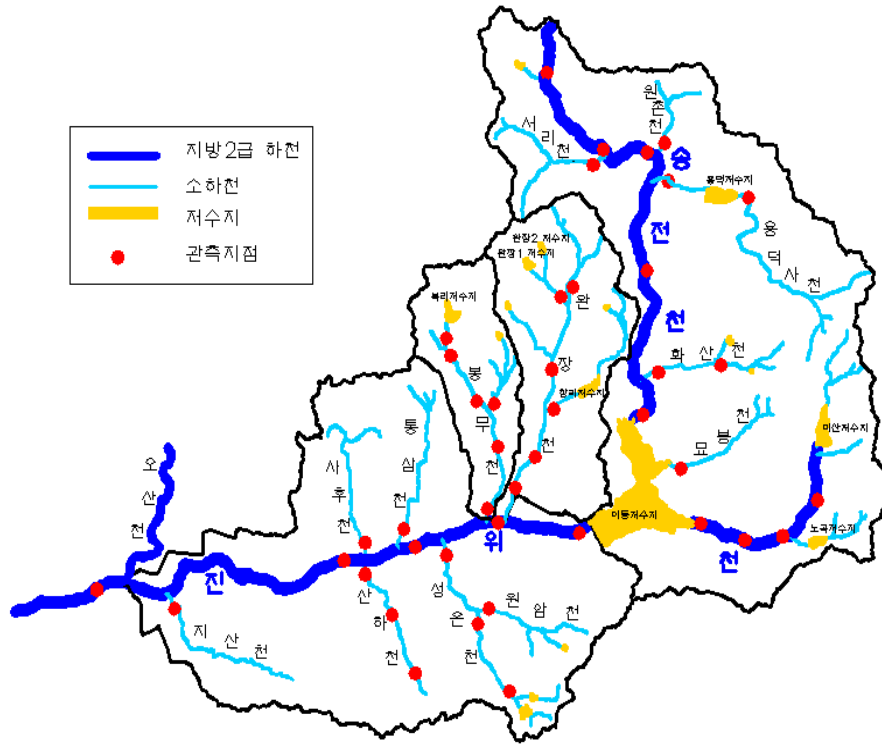 지방2급 하천
소하천
저수지
관측지점
원촌천
서리천
송전천
용덕저수지
용덕사천
완장2 저수지
완장1 저수지
복리저수지
완장천
봉무천
화산천
장리저수지
미산저수지
묘봉천
통삼천
사후천
오산천
이동저수지
노곡저수지
진위천
산하천
성은천
원암천
지산천